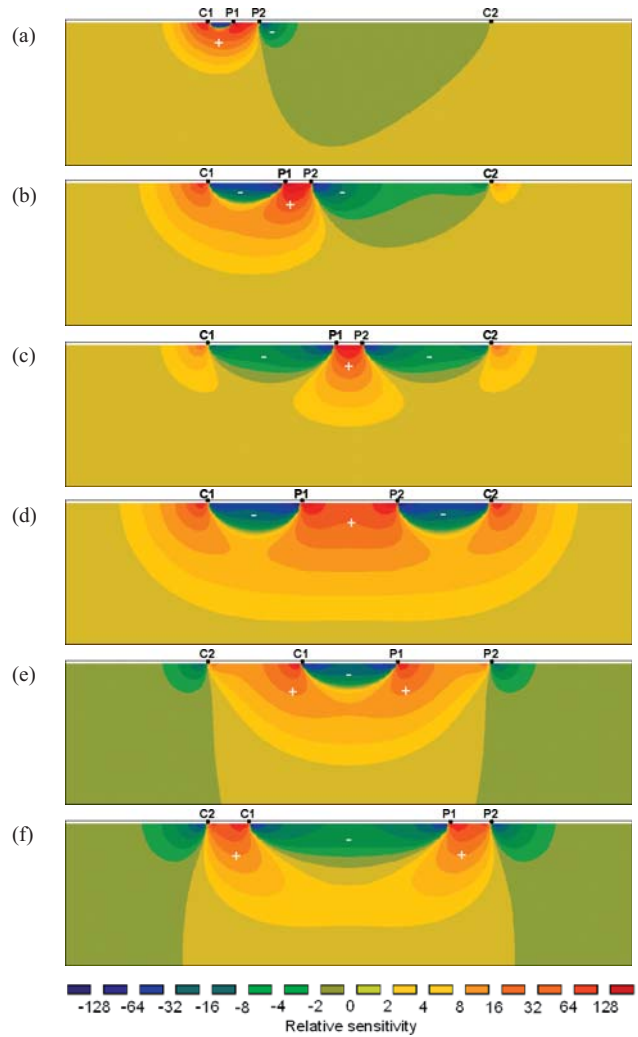 (a)
C1 P1 P2 C2
+ -
(b)
C1 P1 P2 C2
- + -
(c)
C1 P1 P2 C2
- + -
(d)
C1 P1 P2 C2
- + -
(e)
C2 C1 P1 P2
+ - +
(f)
C2 C1 P1 P2
+ - +
-128 -64 -32 -16 -8 -4 -2 0 2 4 8 16 32 64 128
Relative sensitivity